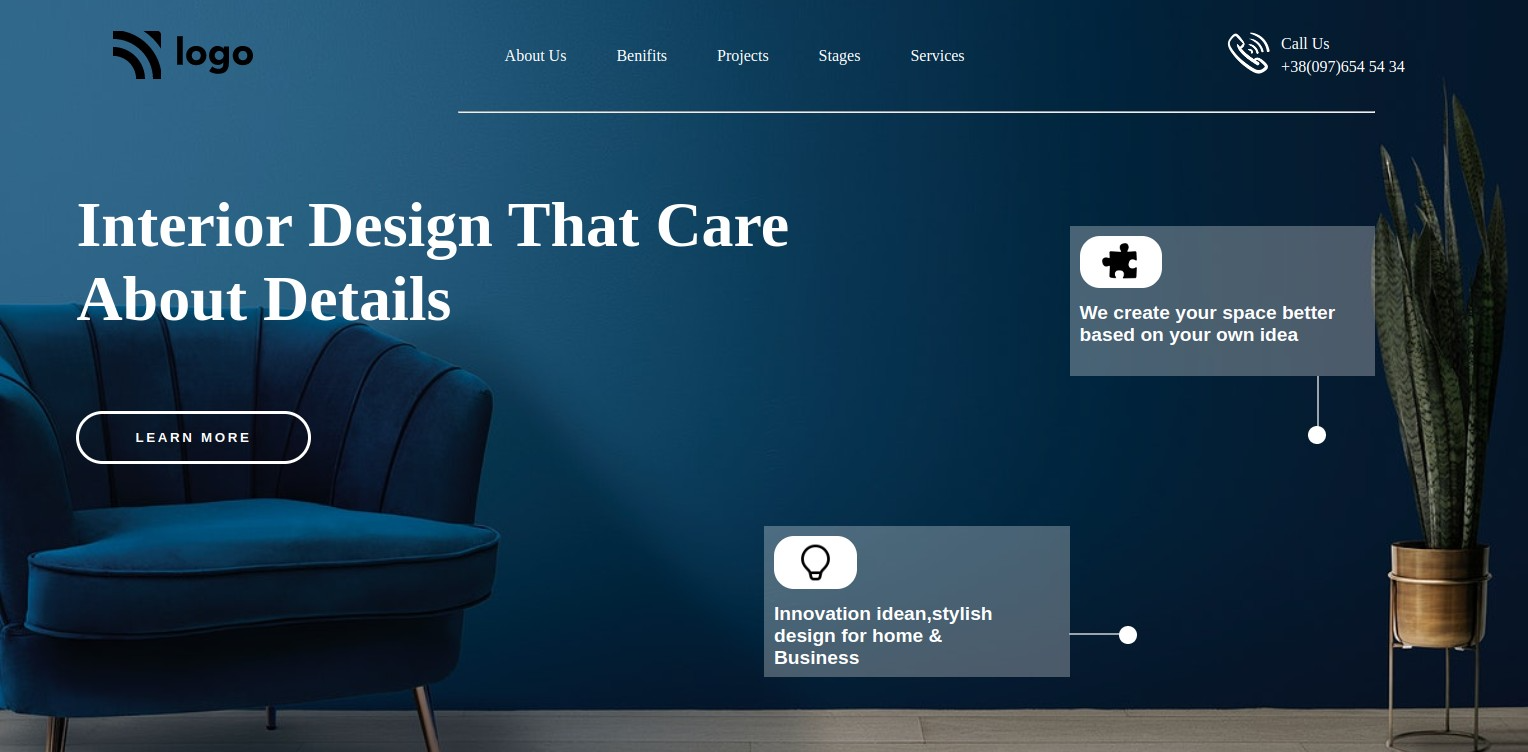 logo
About Us
Benifits
Projects
Stages
Services
Call Us
+38(097)654 54 34
Interior Design That Care
About Details
We create your space better
based on your own idea
LEARN MORE
Innovation idean,stylish
design for home &
Business